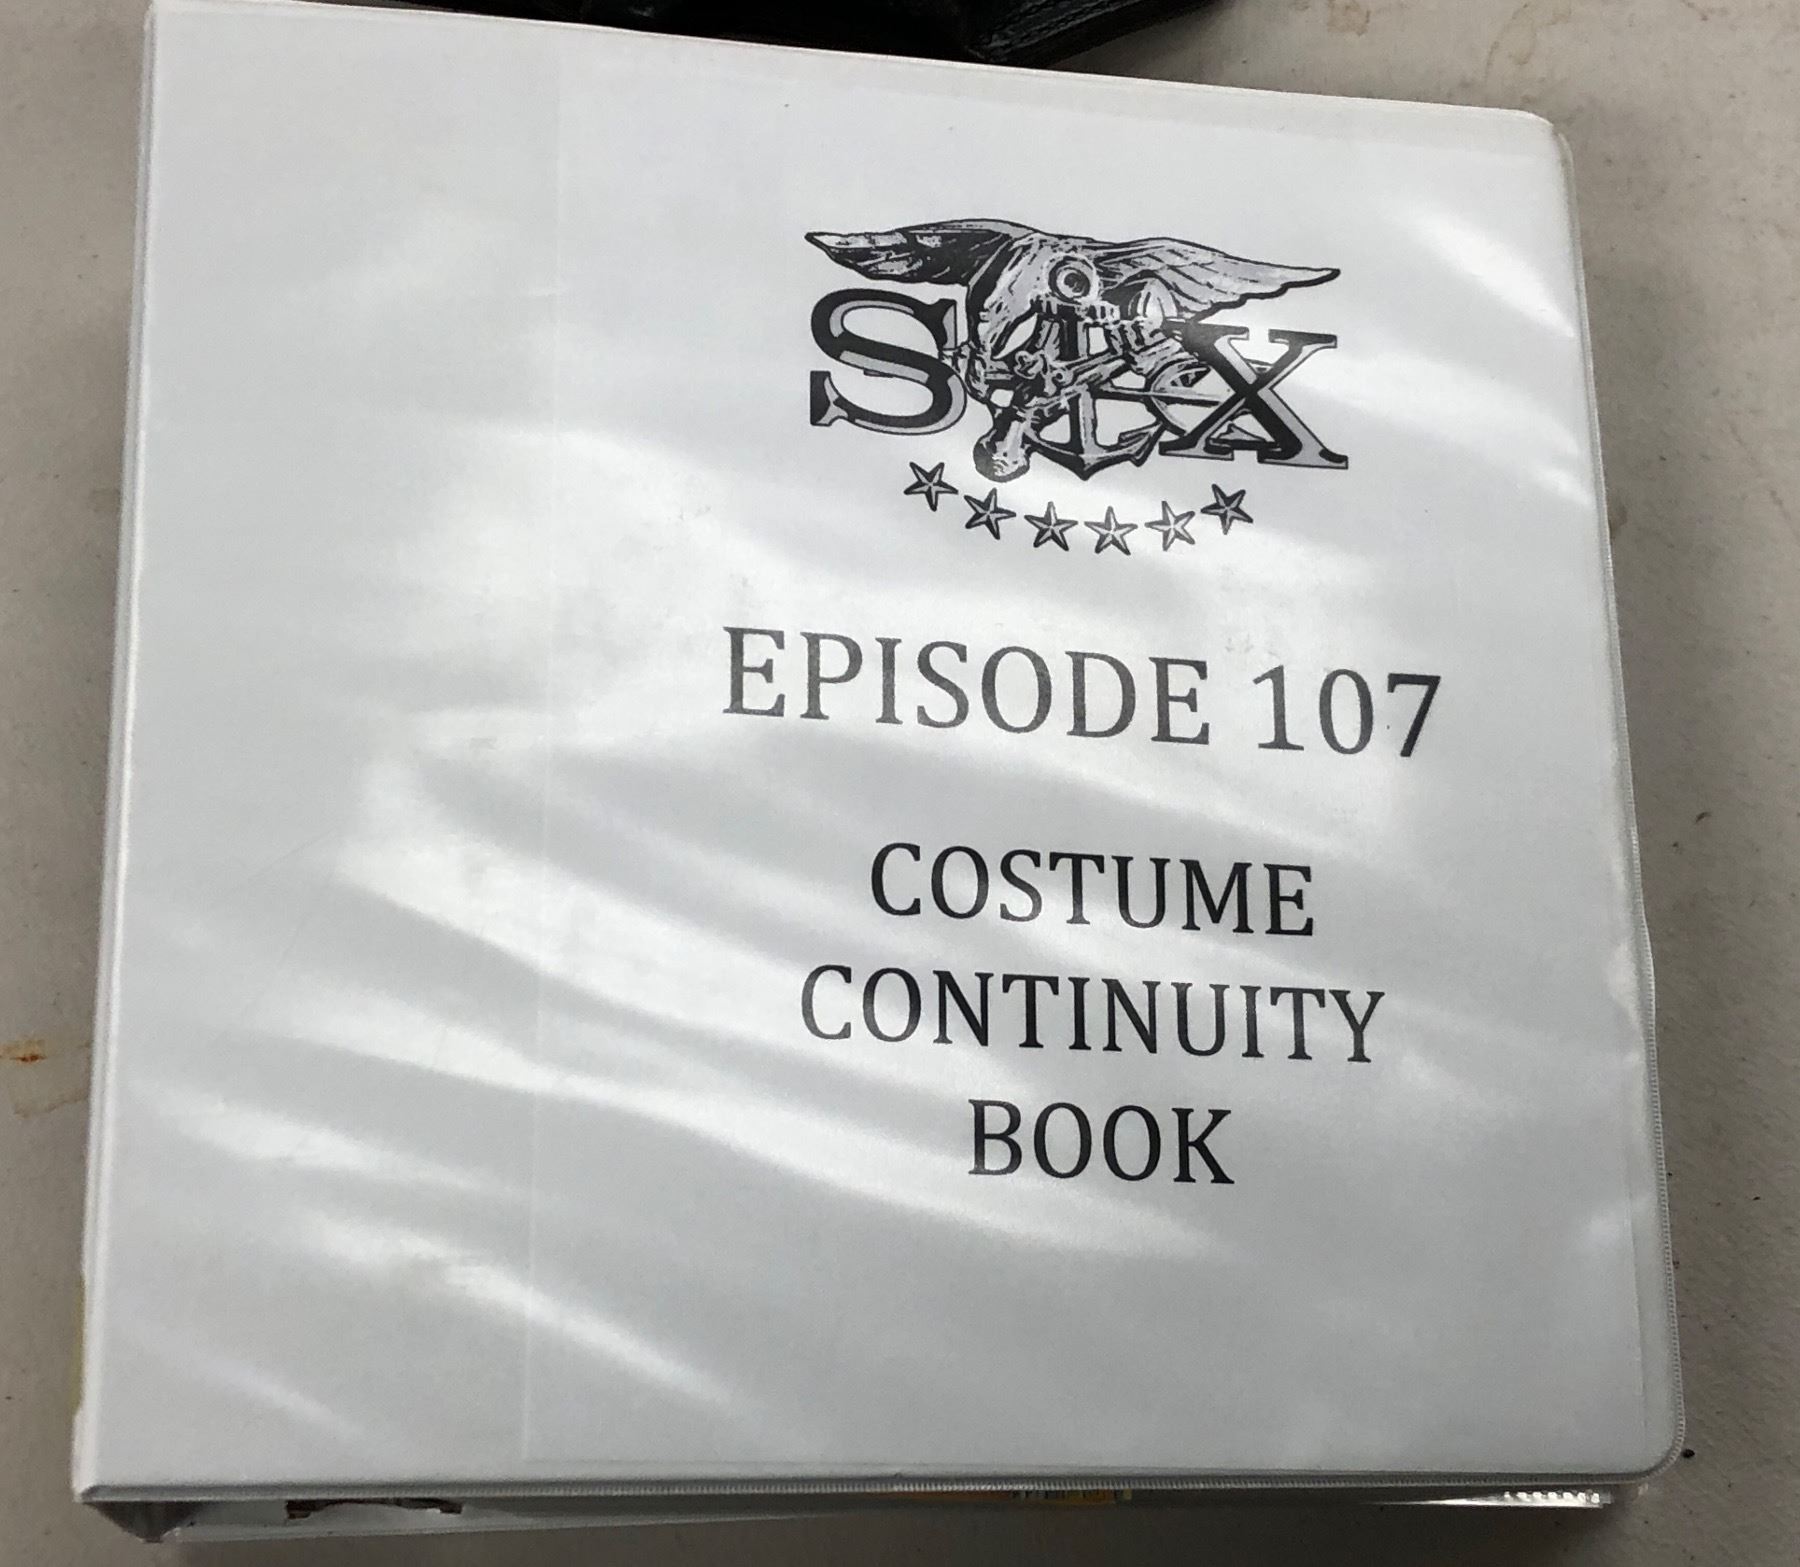 SIX
EPISODE 107
COSTUME
CONTINUITY
BOOK